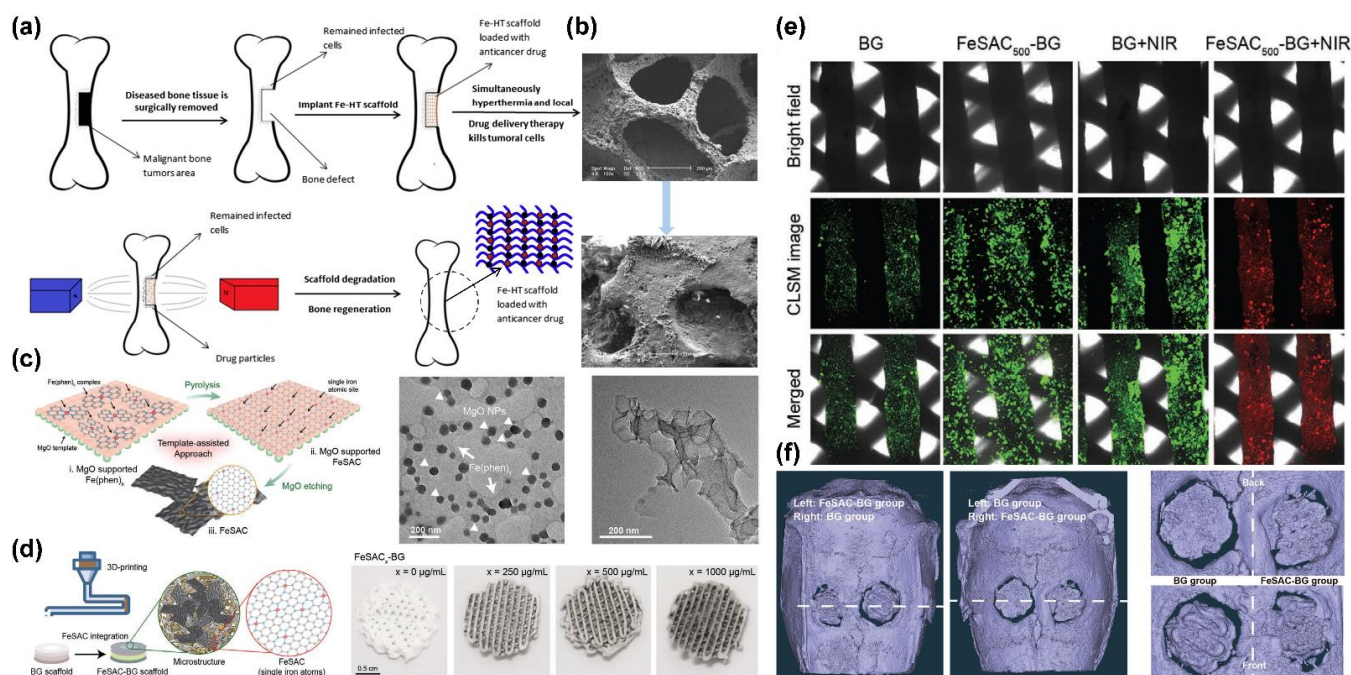 (a)
Remained infected
cells
Fe-HT scaffold
loaded with
anticancer drug
Diseased bone tissue is
surgically removed
Implant Fe-HT scaffold
Simultaneously
hyperthermia and local
Drug delivery therapy
kills tumoral cells
Malignant bone
tumors area
Bone defect
Remained infected
cells
N
Scaffold degradation
Bone regeneration
Fe-HT scaffold
loaded with
anticancer drug
Drug particles
(b)
200 µm
(c)
Fe(phen)x complex
Pyrolysis
single iron
atomic site
MgO template
Template-assisted
Approach
i. MgO supported
Fe(phen)x
ii. MgO supported
FeSAC
MgO etching
iii. FeSAC
MgO NPs
Fe(phen)x
200 nm
200 nm
(d)
3D-printing
FeSAC integration
BG scaffold
FeSAC-BG scaffold
Microstructure
FeSAC
(single iron atoms)
FeSACx-BG
x = 0 µg/mL
x = 250 µg/mL
x = 500 µg/mL
x = 1000 µg/mL
0.5 cm
(e)
BG
FeSAC500-BG
BG+NIR
FeSAC500-BG+NIR
Bright field
CLSM image
Merged
(f)
Left: FeSAC-BG group
Right: BG group
Left: BG group
Right: FeSAC-BG group
Back
BG group
FeSAC-BG group
Front